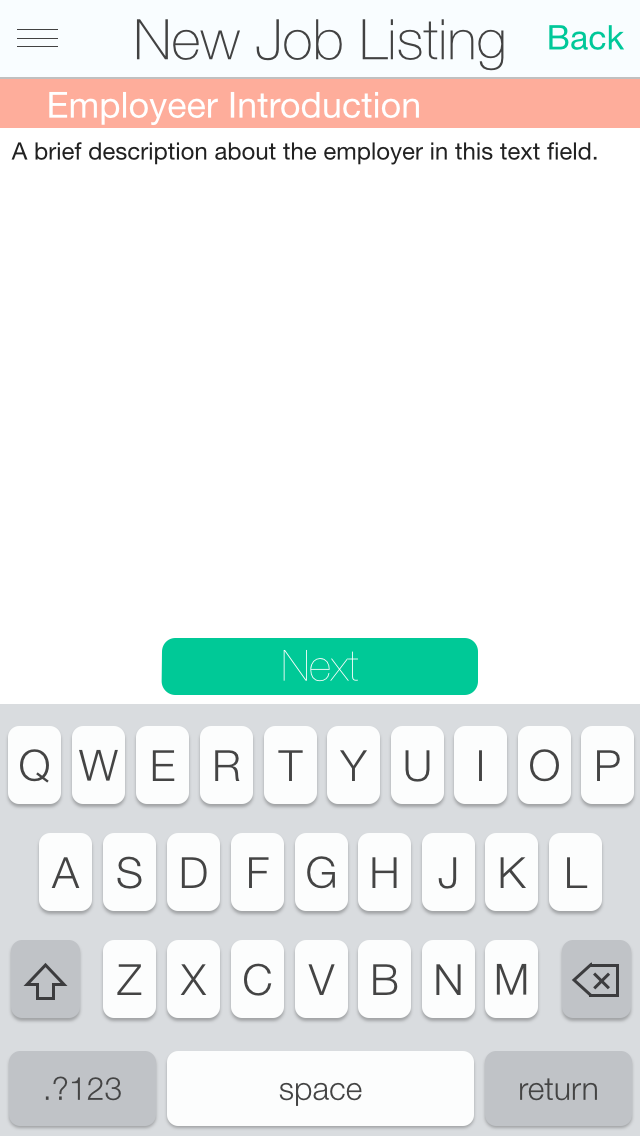 New Job Listing Back
Employeer Introduction
A brief description about the employer in this text field.
Next
Q W E R T Y U I O P
A S D F G H J K L
Z X C V B N M
.?123 space return